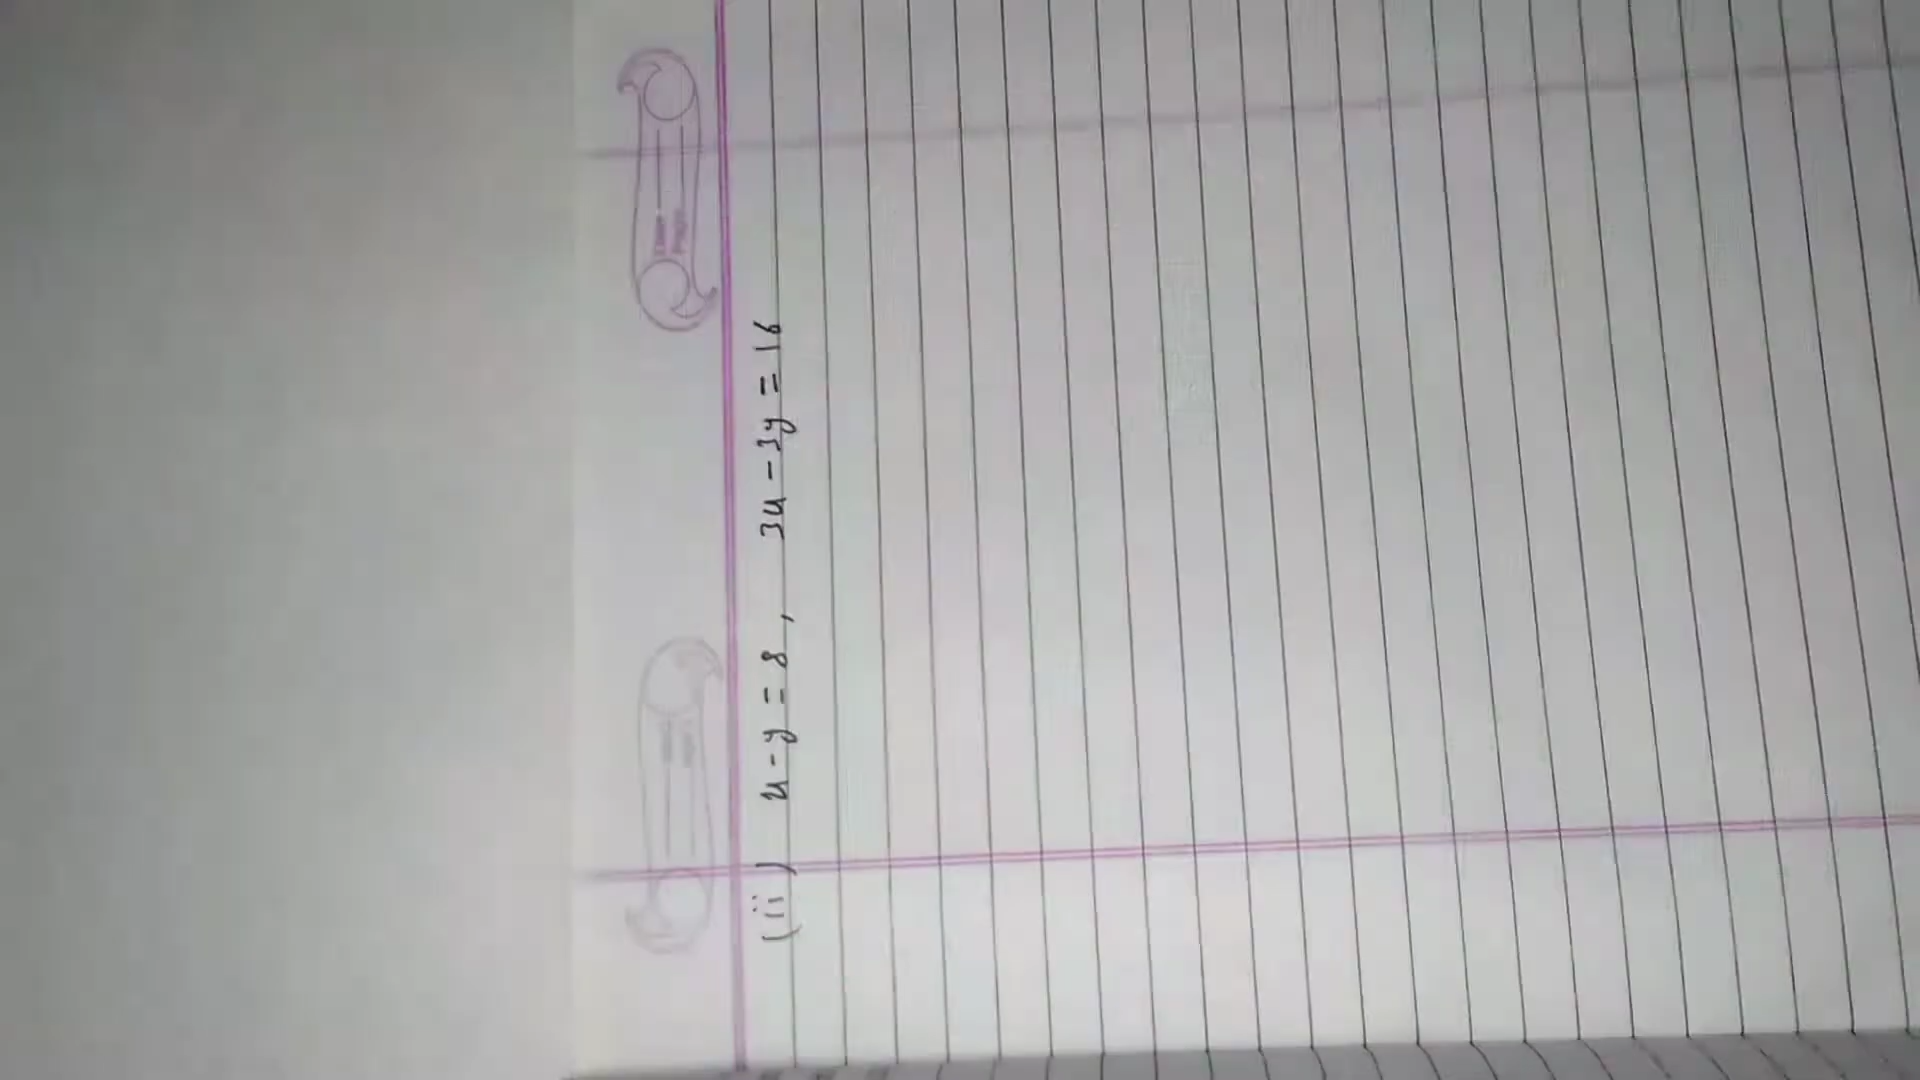 (ii) x - y = 8, 3x - 3y = 16